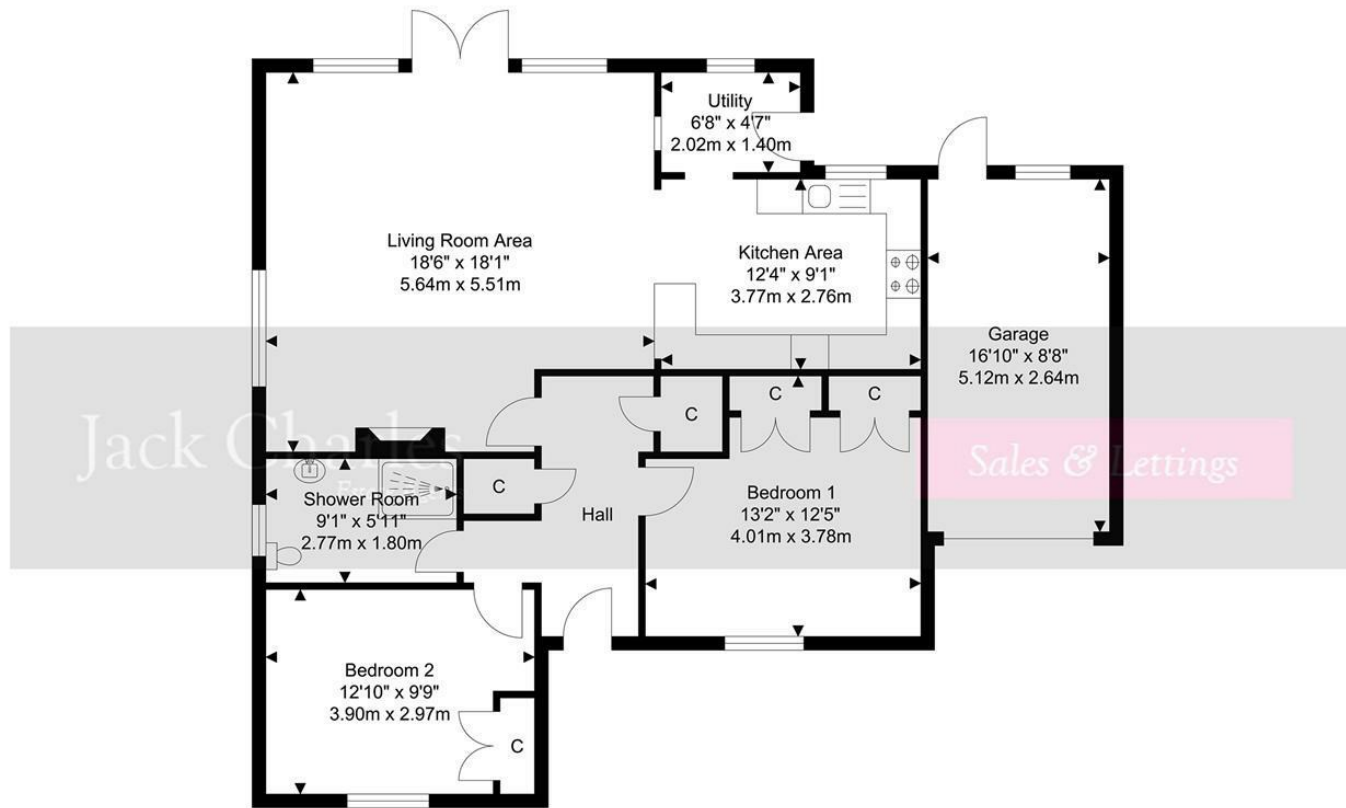 Utility
6'8" x 4'7"
2.02m x 1.40m
Living Room Area
18'6" x 18'1"
5.64m x 5.51m
Kitchen Area
12'4" x 9'1"
3.77m x 2.76m
Garage
16'10" x 8'8"
5.12m x 2.64m
Jack Charles
Sales & Lettings
C
C
C
C
Shower Room
9'1" x 5'11"
2.77m x 1.80m
Hall
Bedroom 1
13'2" x 12'5"
4.01m x 3.78m
Bedroom 2
12'10" x 9'9"
3.90m x 2.97m
C